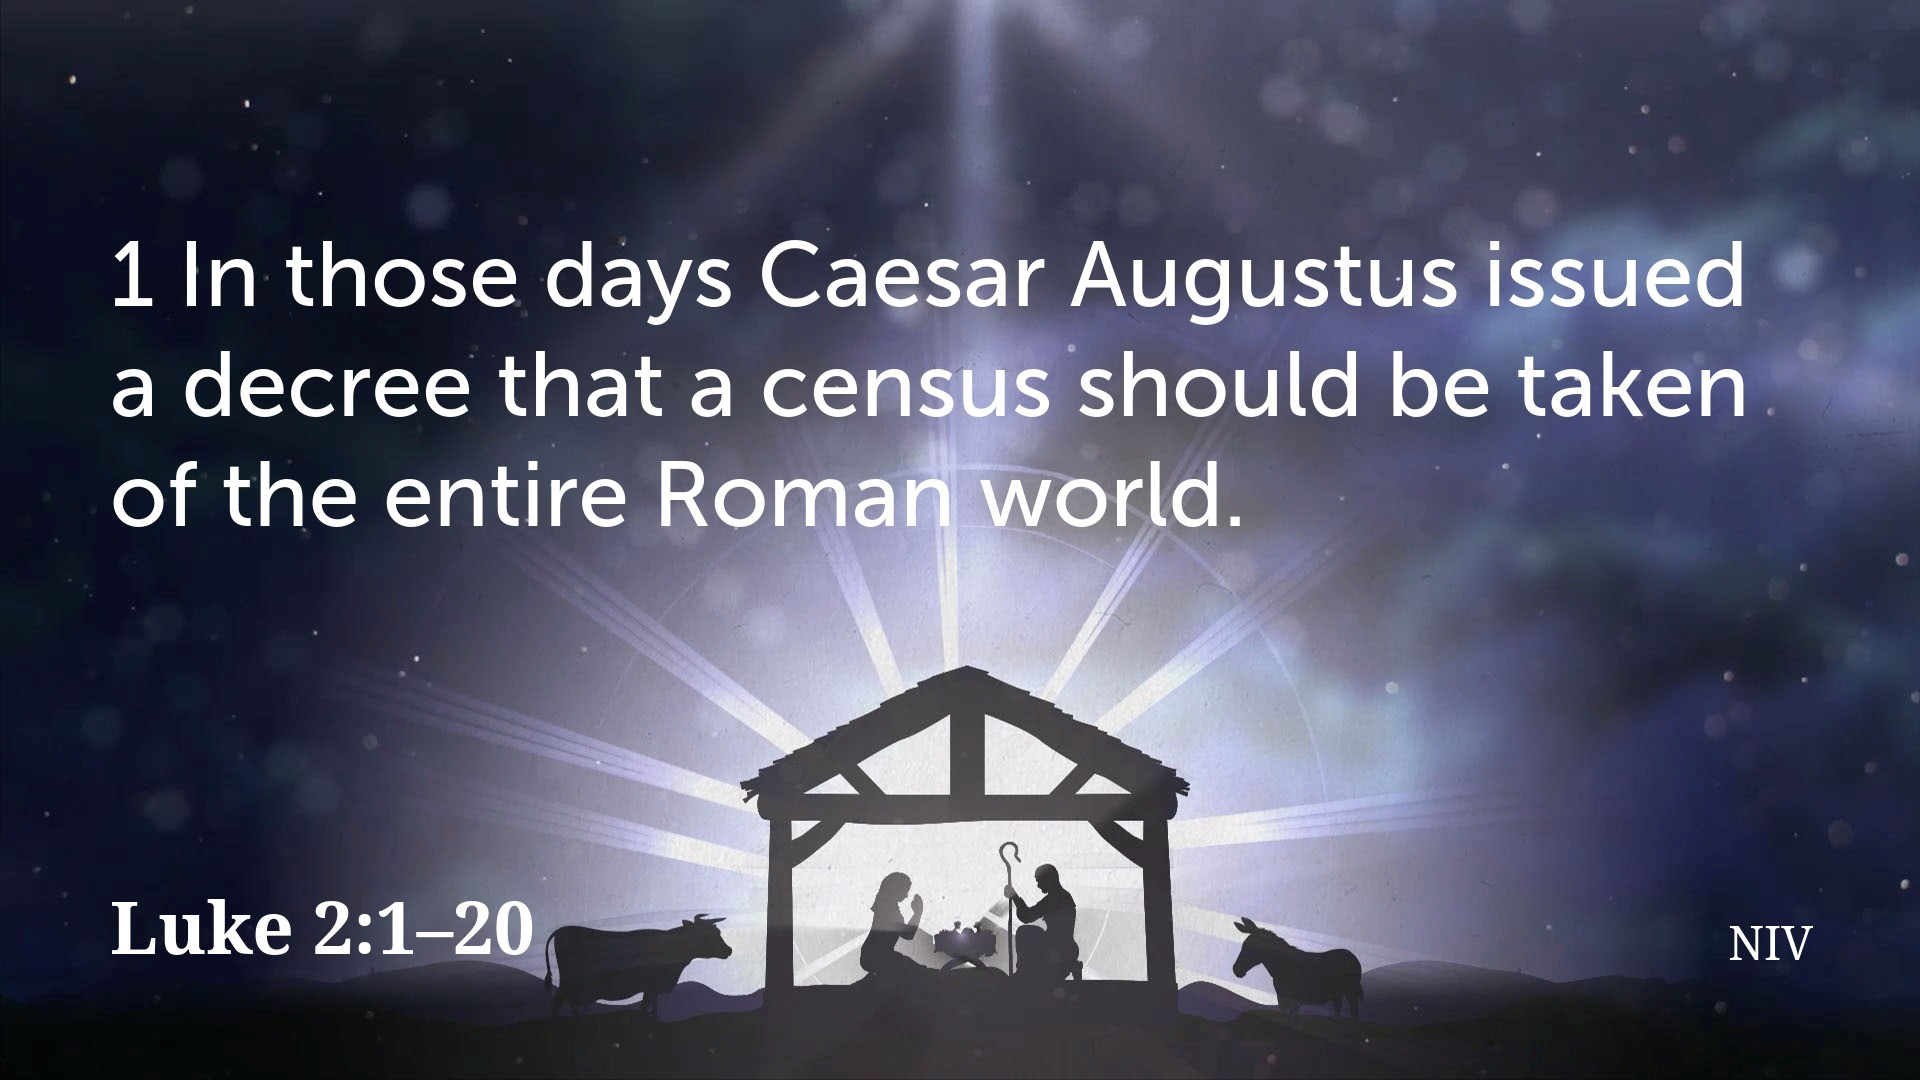 1 In those days Caesar Augustus issued
a decree that a census should be taken
of the entire Roman world.
Luke 2:1–20
NIV